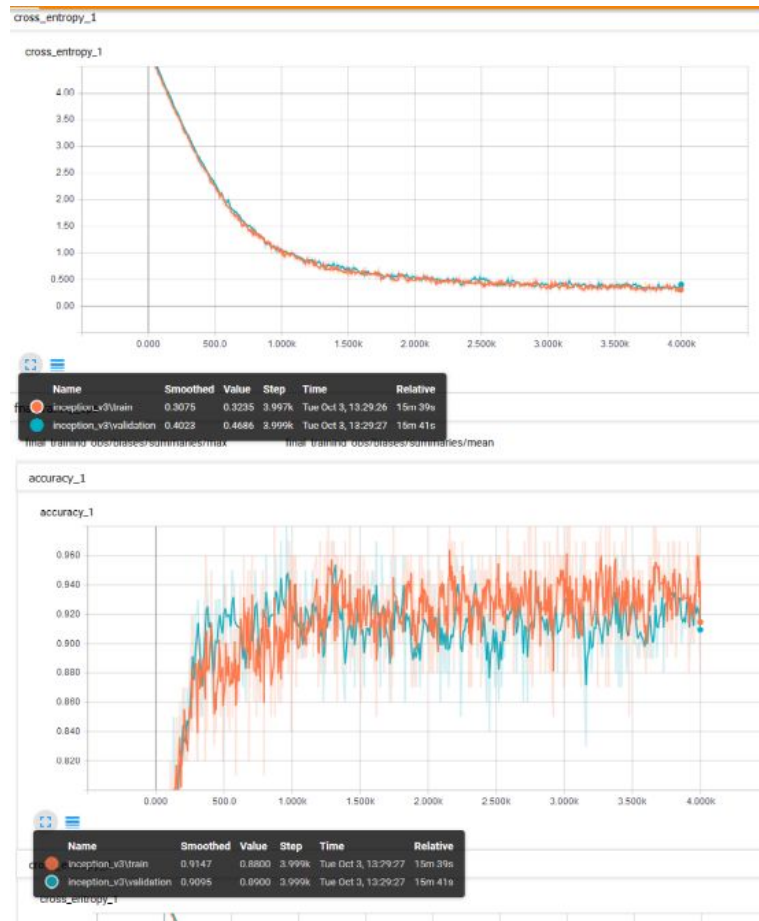 cross_entropy_1
cross_entropy_1
4.00
3.50
3.00
2.50
2.00
1.50
1.00
0.500
0.00
0.000 500.0 1.000k 1.500k 2.000k 2.500k 3.000k 3.500k 4.000k
Name Smoothed Value Step Time Relative
inception_v3\train 0.3075 0.3235 3.997k Tue Oct 3, 13:29:26 15m 39s
inception_v3\validation 0.4023 0.4686 3.999k Tue Oct 3, 13:29:27 15m 41s
final_training_ops/biases/summaries/max final_training_ops/biases/summaries/mean
accuracy_1
accuracy_1
0.960
0.940
0.920
0.900
0.880
0.860
0.840
0.820
0.000 500.0 1.000k 1.500k 2.000k 2.500k 3.000k 3.500k 4.000k
Name Smoothed Value Step Time Relative
inception_v3\train 0.9147 0.8800 3.999k Tue Oct 3, 13:29:27 15m 39s
inception_v3\validation 0.9095 0.8900 3.999k Tue Oct 3, 13:29:27 15m 41s
cross_entropy_1